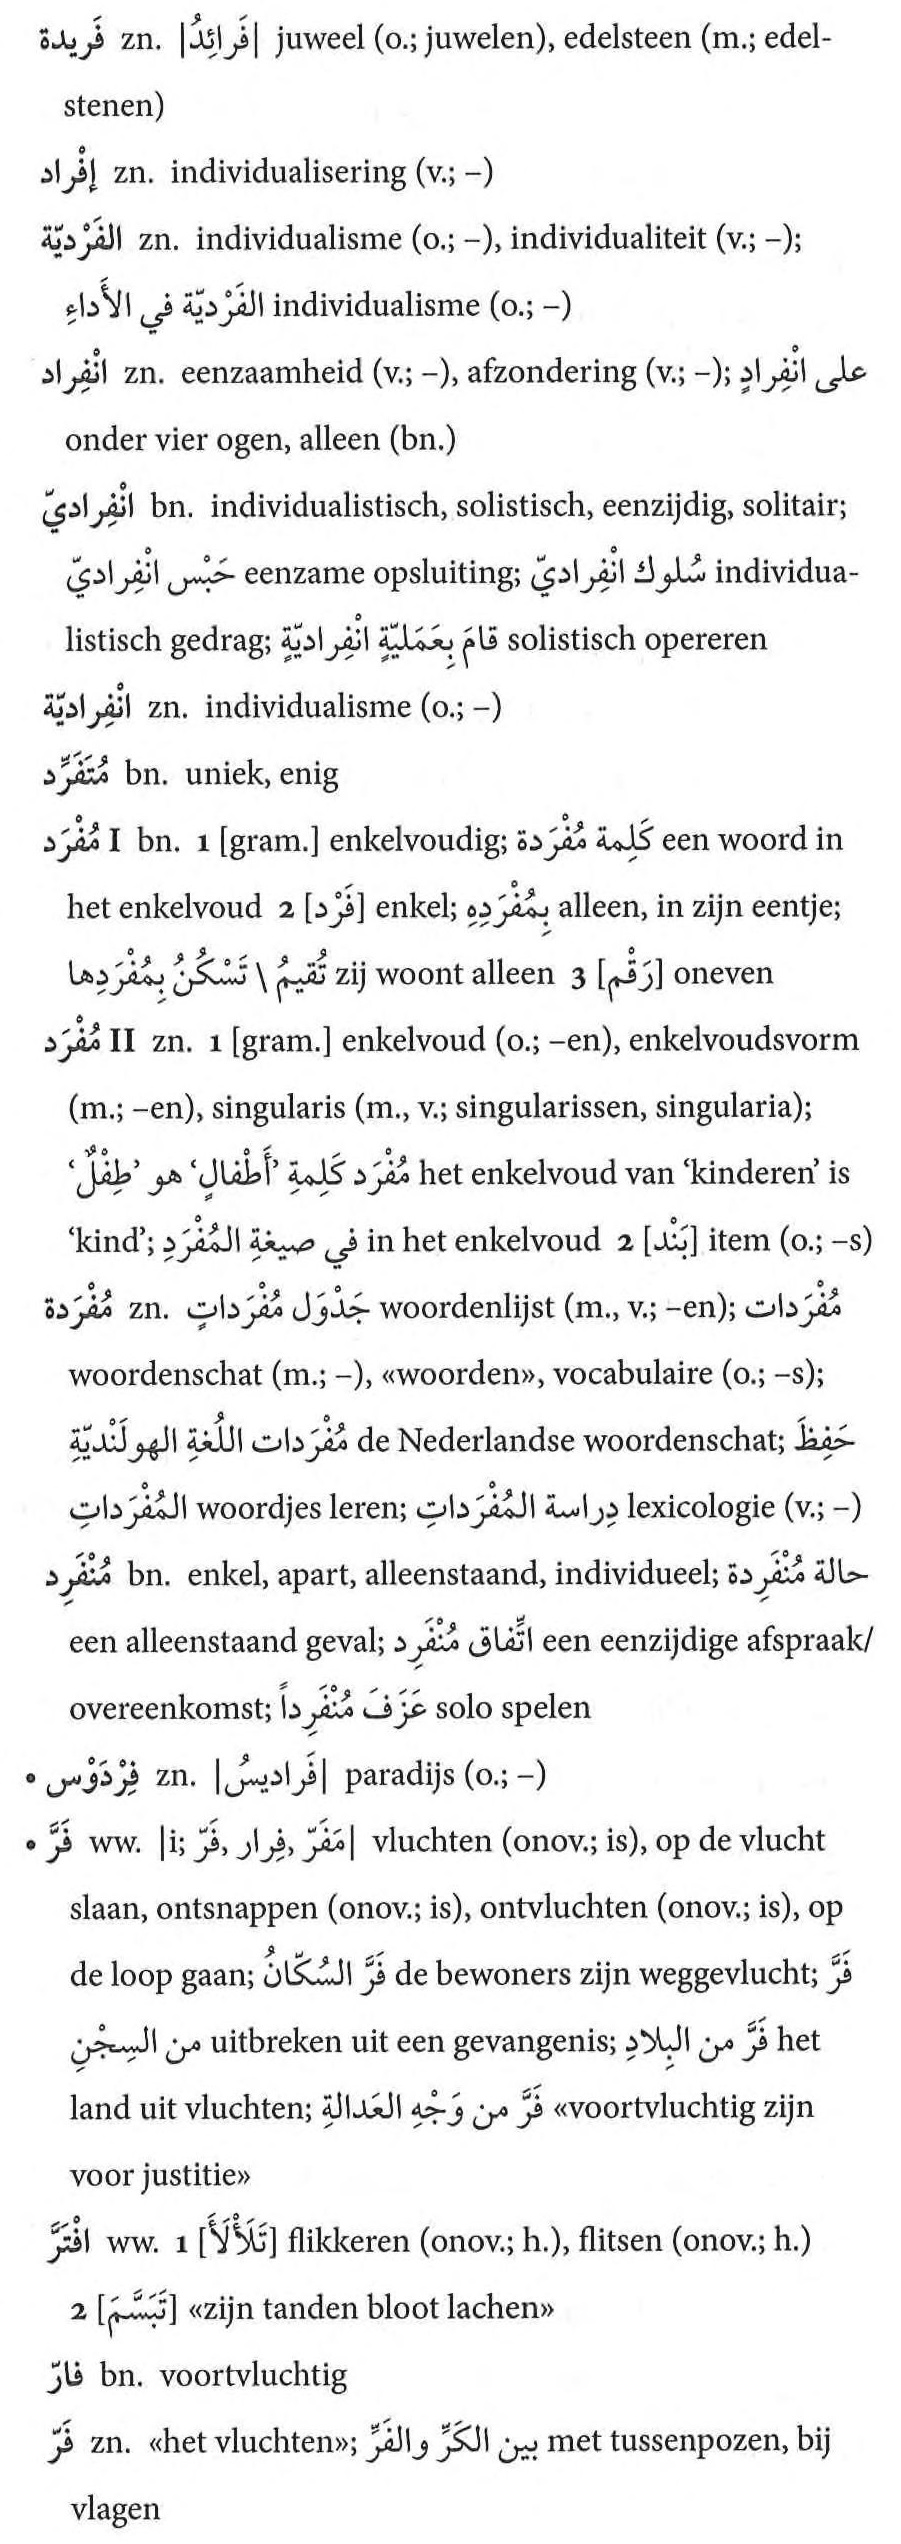 فَريدة zn. |فَرائِدُ| juweel (o.; juwelen), edelsteen (m.; edel-
stenen)
إفْراد zn. individualisering (v.; –)
الفَرْديّة zn. individualisme (o.; –), individualiteit (v.; –);
الفَرْديّة في الأَداءِ individualisme (o.; –)
انْفِراد zn. eenzaamheid (v.; –), afzondering (v.; –); على انْفِرادٍ
onder vier ogen, alleen (bn.)
انْفِراديّ bn. individualistisch, solistisch, eenzijdig, solitair;
حَبْس انْفِراديّ eenzame opsluiting; سُلوك انْفِراديّ individua-
listisch gedrag; قامَ بِعَمَليّةٍ انْفِراديّةٍ solistisch opereren
انْفِراديّة zn. individualisme (o.; –)
مُتَفَرِّد bn. uniek, enig
مُفْرَد I bn. 1 [gram.] enkelvoudig; كَلِمة مُفْرَدة een woord in
het enkelvoud 2 [فَرْد] enkel; بِمُفْرَدِهِ alleen, in zijn eentje;
تُقيمُ \ تَسْكُنُ بِمُفْرَدِها zij woont alleen 3 [رَقْم] oneven
مُفْرَد II zn. 1 [gram.] enkelvoud (o.; –en), enkelvoudsvorm
(m.; –en), singularis (m., v.; singularissen, singularia);
مُفْرَد كَلِمةِ ’أَطْفالٍ‘ هو ’طِفْلٌ‘ het enkelvoud van ‘kinderen’ is
‘kind’; في صيغةِ المُفْرَدِ in het enkelvoud 2 [بَنْد] item (o.; –s)
مُفْرَدة zn. جَدْوَل مُفْرَداتٍ woordenlijst (m., v.; –en); مُفْرَدات
woordenschat (m.; –), «woorden», vocabulaire (o.; –s);
مُفْرَدات اللُغةِ الهولَنْديّةِ de Nederlandse woordenschat; حَفِظَ
المُفْرَداتِ woordjes leren; دِراسة المُفْرَداتِ lexicologie (v.; –)
مُنْفَرِد bn. enkel, apart, alleenstaand, individueel; حالة مُنْفَرِدة
een alleenstaand geval; اتِّفاق مُنْفَرِد een eenzijdige afspraak/
overeenkomst; عَزَفَ مُنْفَرِداً solo spelen
• فِرْدَوْس zn. |فَراديسُ| paradijs (o.; –)
• فَرَّ ww. |i; فَرّ, فِرار, مَفَرّ| vluchten (onov.; is), op de vlucht
slaan, ontsnappen (onov.; is), ontvluchten (onov.; is), op
de loop gaan; فَرَّ السُكّانُ de bewoners zijn weggevlucht; فَرَّ
من السِجْنِ uitbreken uit een gevangenis; فَرَّ من البِلادِ het
land uit vluchten; فَرَّ من وَجْهِ العَدالةِ «voortvluchtig zijn
voor justitie»
افْتَرَّ ww. 1 [تَلَأْلَأَ] flikkeren (onov.; h.), flitsen (onov.; h.)
2 [تَبَسَّمَ] «zijn tanden bloot lachen»
فارّ bn. voortvluchtig
فَرّ zn. «het vluchten»; بين الكَرِّ والفَرِّ met tussenpozen, bij
vlagen